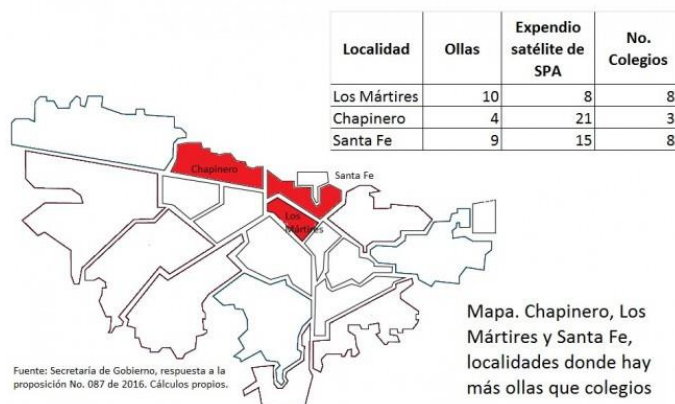 Localidad Ollas Expendio satélite de SPA No. Colegios
Los Mártires 10 8 8
Chapinero 4 21 3
Santa Fe 9 15 8
Chapinero
Santa Fe
Los
Mártires
Mapa. Chapinero, Los
Mártires y Santa Fe,
localidades donde hay
más ollas que colegios
Fuente: Secretaría de Gobierno, respuesta a la
proposición No. 087 de 2016. Cálculos propios.